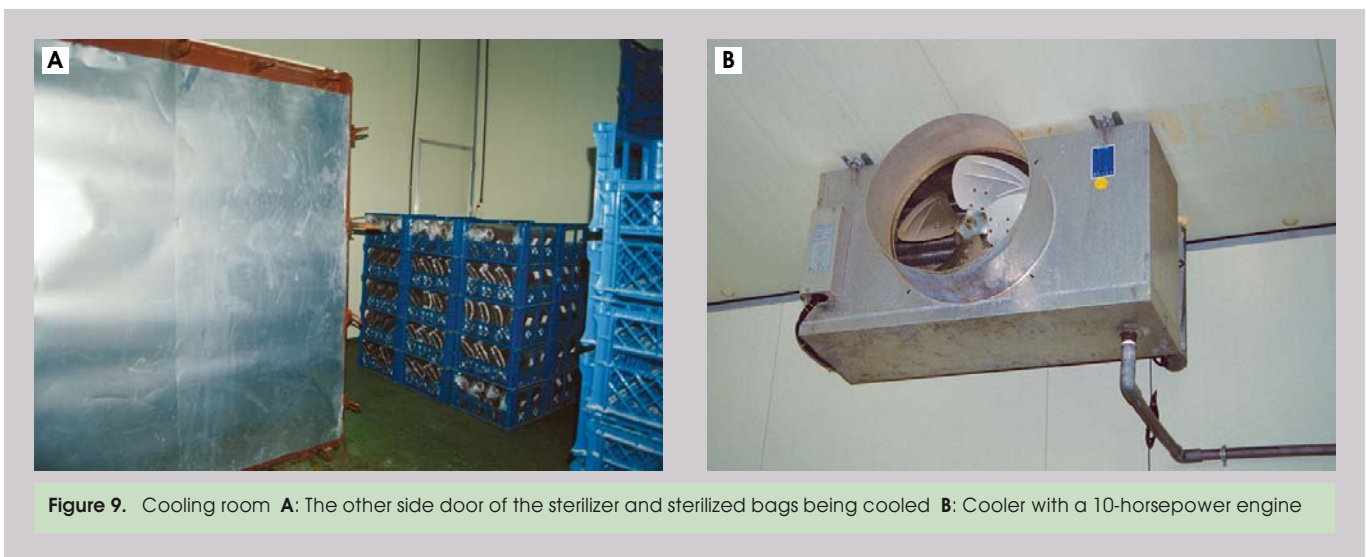 A
B
Figure 9. Cooling room A: The other side door of the sterilizer and sterilized bags being cooled B: Cooler with a 10-horsepower engine